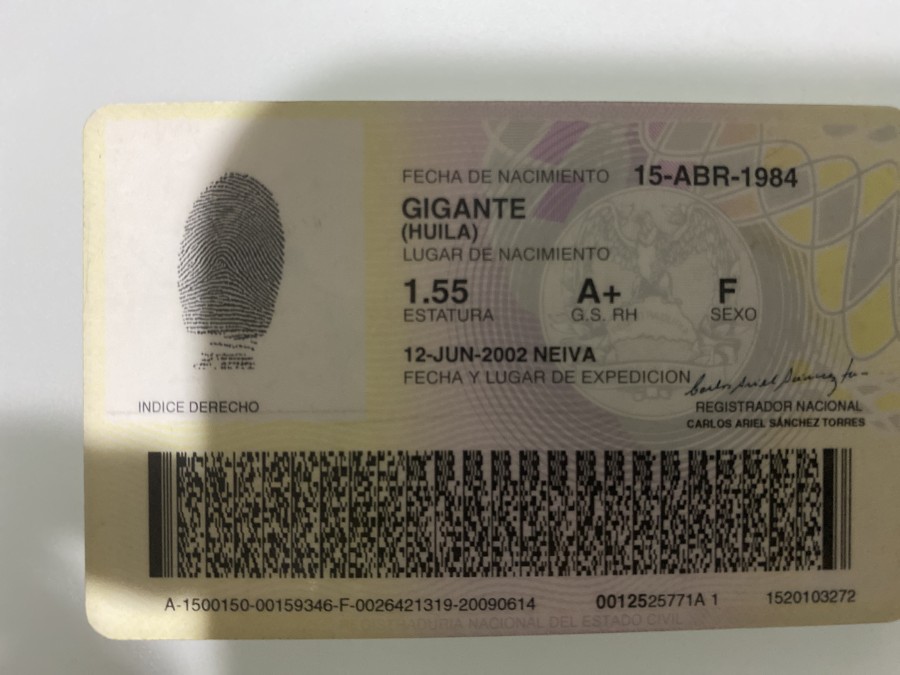 FECHA DE NACIMIENTO 15-ABR-1984
GIGANTE
(HUILA)
LUGAR DE NACIMIENTO
1.55 A+ F
ESTATURA G.S. RH SEXO
12-JUN-2002 NEIVA
FECHA Y LUGAR DE EXPEDICION
REGISTRADOR NACIONAL
CARLOS ARIEL SÁNCHEZ TORRES
INDICE DERECHO
A-1500150-00159346-F-0026421319-20090614 0012525771A 1 1520103272
NACIONAL DEL ESTADO CIVIL